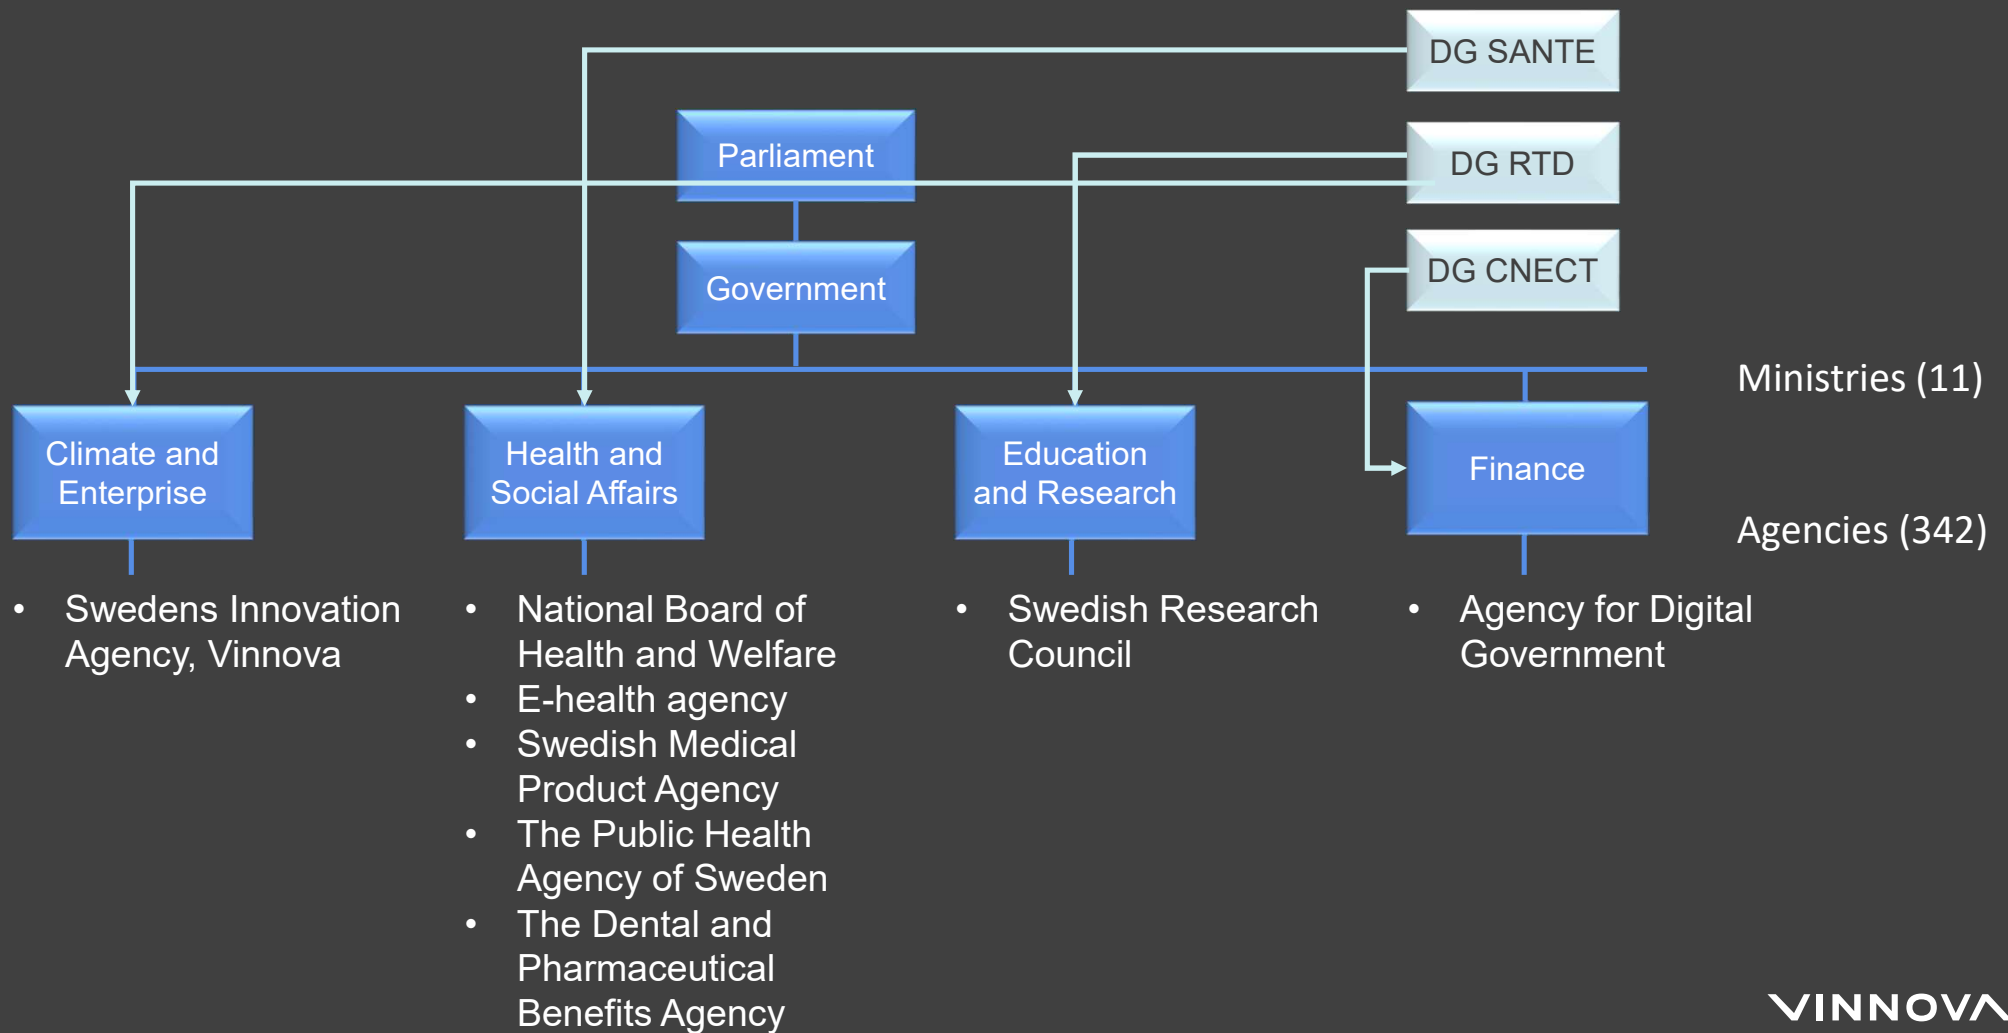 DG SANTE
Parliament
DG RTD
Government
DG CNECT
Ministries (11)
Climate and
Enterprise
Health and
Social Affairs
Education
and Research
Finance
Agencies (342)
• Swedens Innovation
Agency, Vinnova
• National Board of
Health and Welfare
• E-health agency
• Swedish Medical
Product Agency
• The Public Health
Agency of Sweden
• The Dental and
Pharmaceutical
Benefits Agency
• Swedish Research
Council
• Agency for Digital
Government
VINNOVA